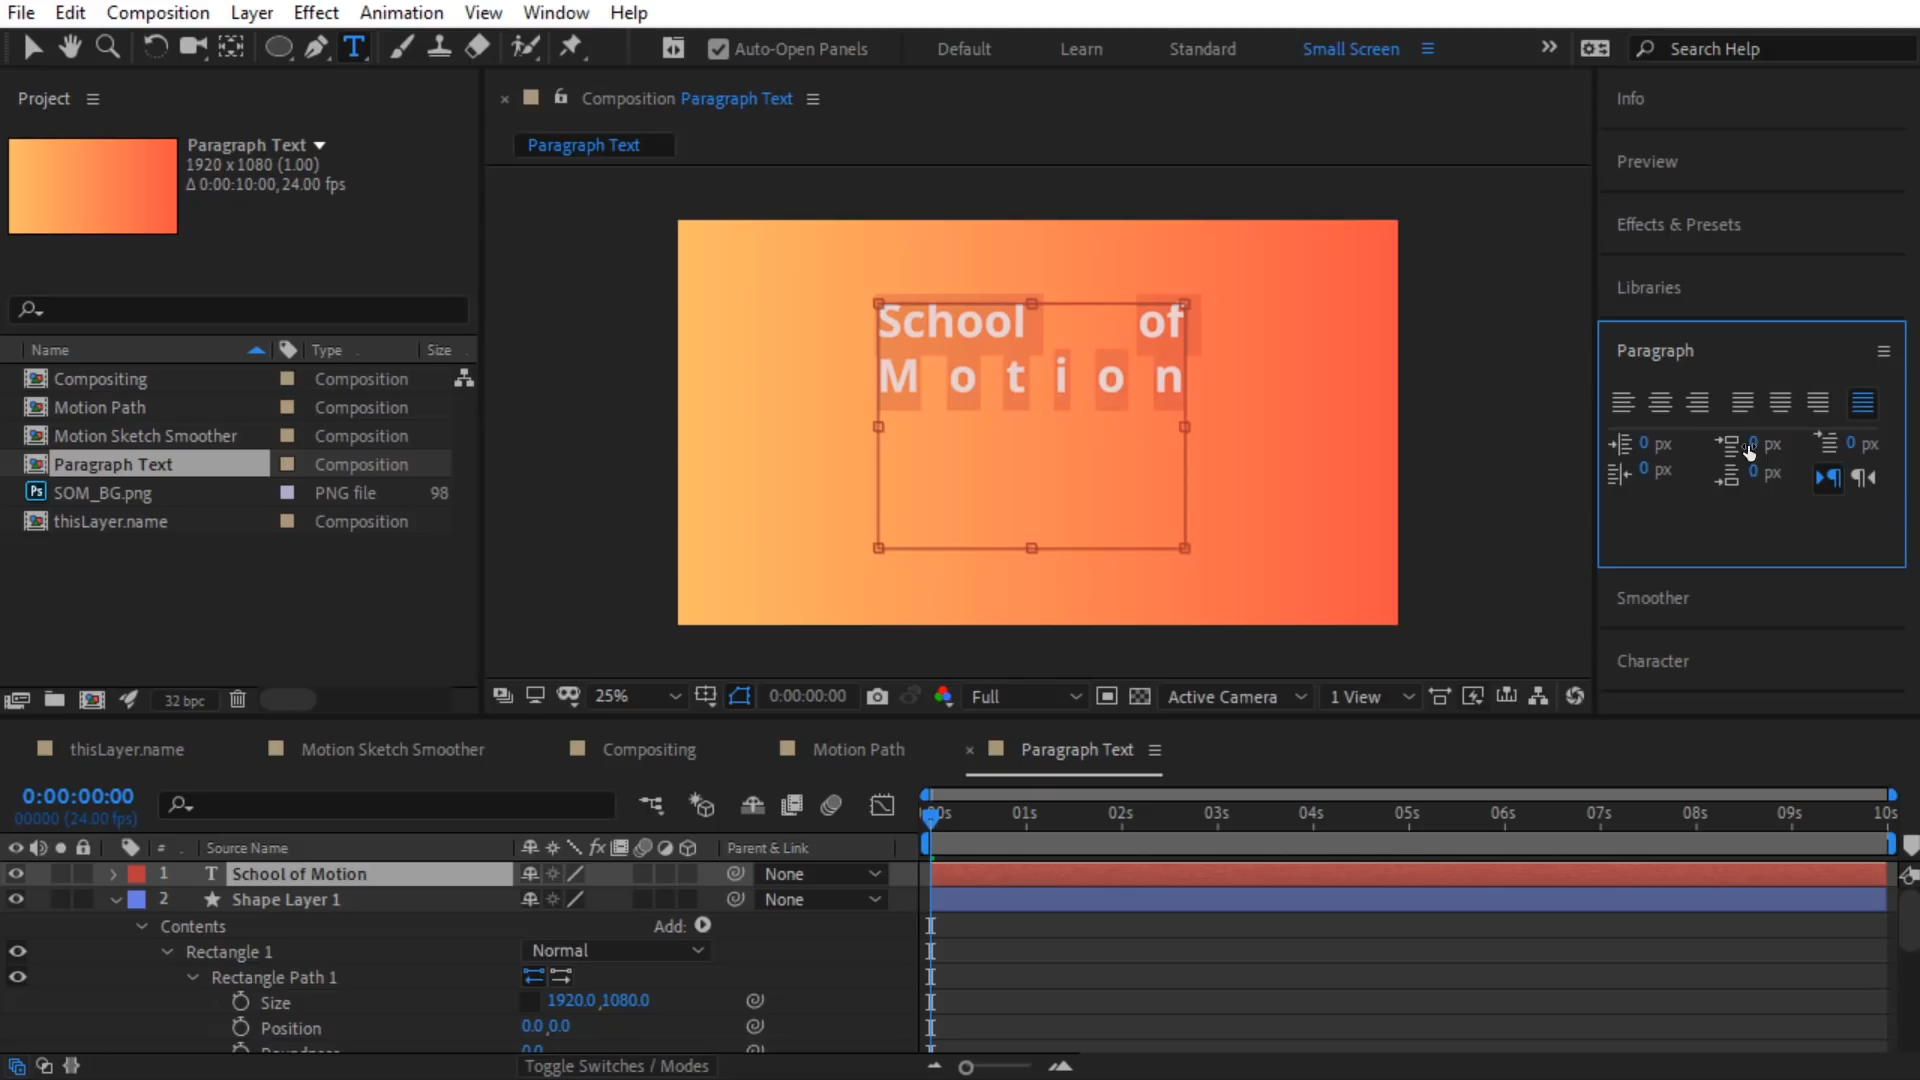 File Edit Composition Layer Effect Animation View Window Help
Auto-Open Panels Default Learn Standard Small Screen Search Help
Project
Composition Paragraph Text
Info
Paragraph Text
1920 x 1080 (1.00)
Δ 0:00:10:00, 24.00 fps
Paragraph Text
Preview
Effects & Presets
Libraries
Name Type Size
Compositing Composition
Motion Path Composition
Motion Sketch Smoother Composition
Paragraph Text Composition
SOM_BG.png PNG file 98
thisLayer.name Composition
School of
Motion
Paragraph
0 px 0 px 0 px
0 px 0 px
Smoother
Character
32 bpc
25% 0:00:00:00 Full Active Camera 1 View
thisLayer.name Motion Sketch Smoother Compositing Motion Path Paragraph Text
0:00:00:00
00000 (24.00 fps)
00s 01s 02s 03s 04s 05s 06s 07s 08s 09s 10s
# Source Name fx Parent & Link
1 T School of Motion None
2 Shape Layer 1 None
Contents Add:
Rectangle 1 Normal
Rectangle Path 1
Size 1920.0,1080.0
Position 0.0,0.0
Roundness 0.0
Toggle Switches / Modes